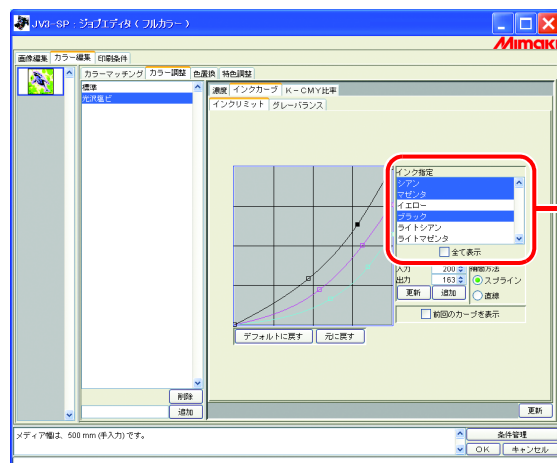 JV3-SP : ジョブエディタ ( フルカラー )
Mimaki
画像編集 カラー編集 印刷条件
カラーマッチング カラー調整 色置換 特色調整
標準
光沢塩ビ
濃度 インクカーブ K-CMY比率
インクリミット グレーバランス
インク指定
シアン
マゼンタ
イエロー
ブラック
ライトシアン
ライトマゼンタ
全て表示
入力 200 補間方法
出力 163 スプライン
更新 追加 直線
前回のカーブを表示
デフォルトに戻す 元に戻す
削除
追加
更新
メディア幅は、500 mm (手入力) です。
条件管理
OK キャンセル